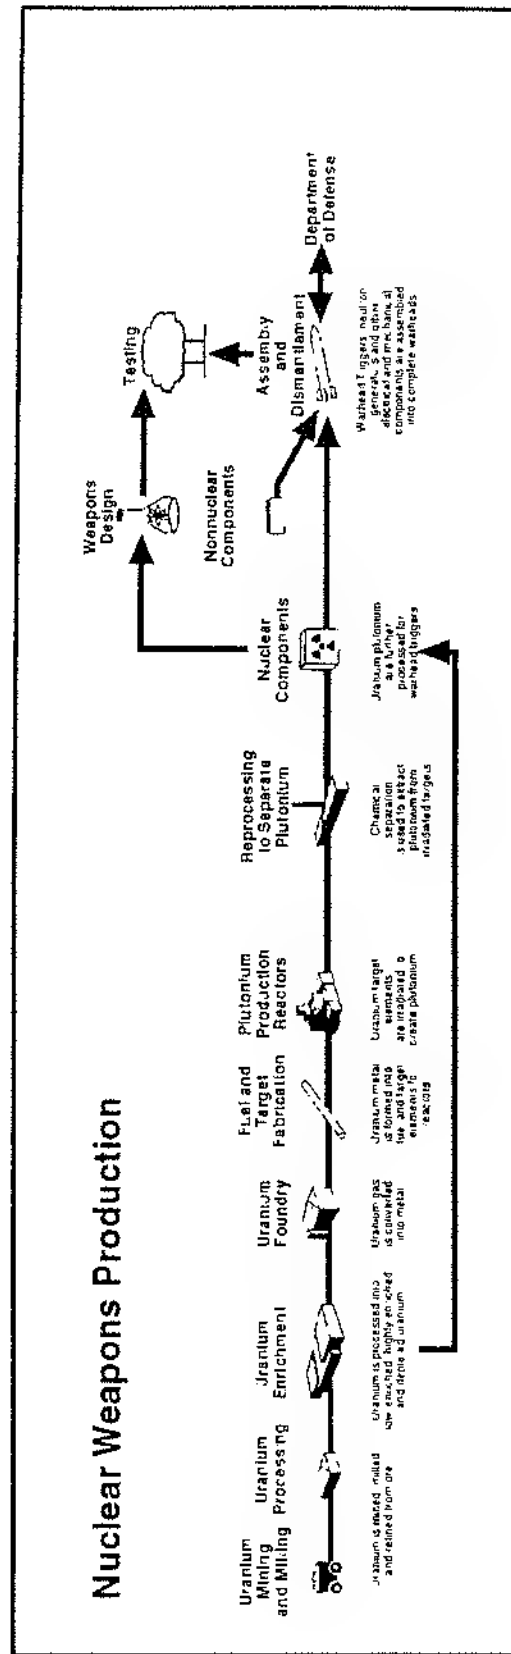 Nuclear Weapons Production
Uranium
Mining
and Milling
Uranium is mined, milled
and refined from ore
Uranium
Processing
Uranium
Enrichment
Uranium is processed into
low enriched, highly enriched
and depleted uranium
Uranium
Foundry
Uranium gas
is converted
into metal
Fuel and
Target
Fabrication
Uranium metal
is formed into
fuel and target
elements for
reactors
Plutonium
Production
Reactors
Uranium target
elements
are irradiated to
create plutonium
Reprocessing
to Separate
Plutonium
Chemical
separation
is used to extract
plutonium from
irradiated targets
Nuclear
Components
Uranium plutonium
are further
processed for
warhead triggers
Weapons
Design
Nonnuclear
Components
Testing
Assembly
and
Dismantlement
Warhead triggers, neutron
generators and other
electrical and mechanical
components are assembled
into complete warheads
Department
of Defense